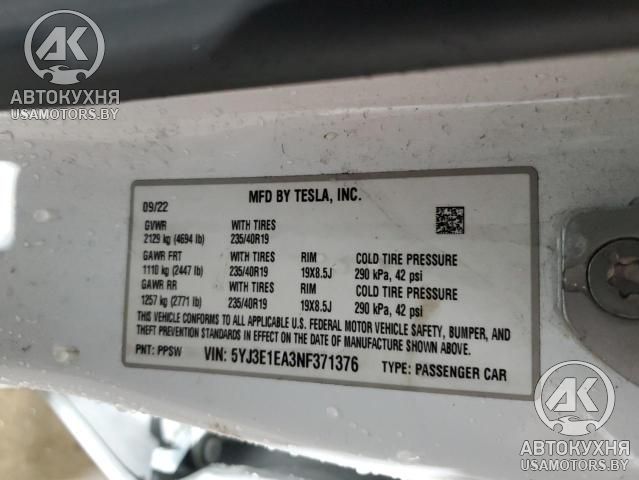 AK
АВТОКУХНЯ
USAMOTORS.BY
MFD BY TESLA, INC.
09/22
GVWR WITH TIRES
2129 kg (4694 lb) 235/40R19
GAWR FRT WITH TIRES RIM COLD TIRE PRESSURE
1110 kg (2447 lb) 235/40R19 19X8.5J 290 kPa, 42 psi
GAWR RR WITH TIRES RIM COLD TIRE PRESSURE
1257 kg (2771 lb) 235/40R19 19X8.5J 290 kPa, 42 psi
THIS VEHICLE CONFORMS TO ALL APPLICABLE U.S. FEDERAL MOTOR VEHICLE SAFETY, BUMPER, AND
THEFT PREVENTION STANDARDS IN EFFECT ON THE DATE OF MANUFACTURE SHOWN ABOVE.
PNT: PPSW VIN: 5YJ3E1EA3NF371376 TYPE: PASSENGER CAR
AK
АВТОКУХНЯ
USAMOTORS.BY